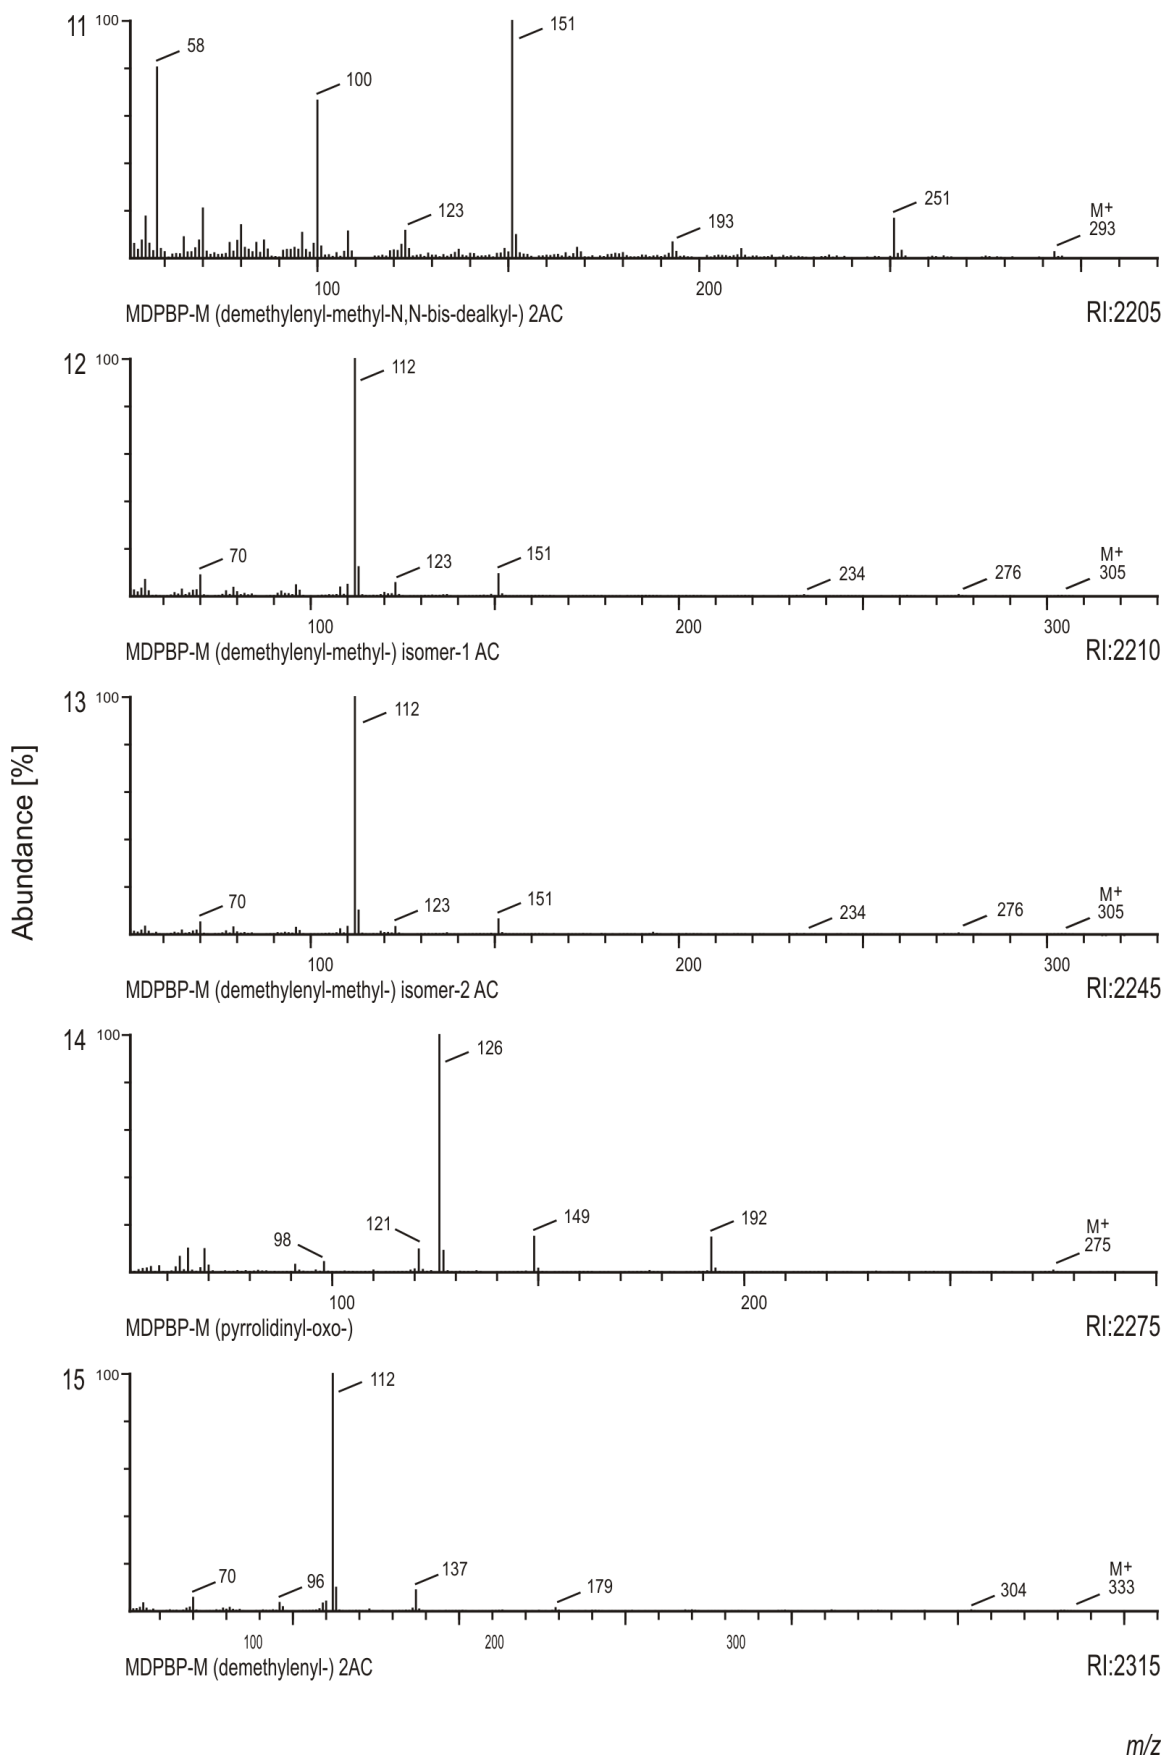 11 100 151
58
100
123
193
251
M+
293
100 200
MDPBP-M (demethylenyl-methyl-N,N-bis-dealkyl-) 2AC RI:2205
12 100 112
70
123
151
234
276
M+
305
100 200 300
MDPBP-M (demethylenyl-methyl-) isomer-1 AC RI:2210
13 100 112
70
123
151
234
276
M+
305
100 200 300
MDPBP-M (demethylenyl-methyl-) isomer-2 AC RI:2245
14 100 126
98
121
149
192
M+
275
100 200
MDPBP-M (pyrrolidinyl-oxo-) RI:2275
15 100 112
70
96
137
179
304
M+
333
100 200 300
MDPBP-M (demethylenyl-) 2AC RI:2315
Abundance [%]
m/z